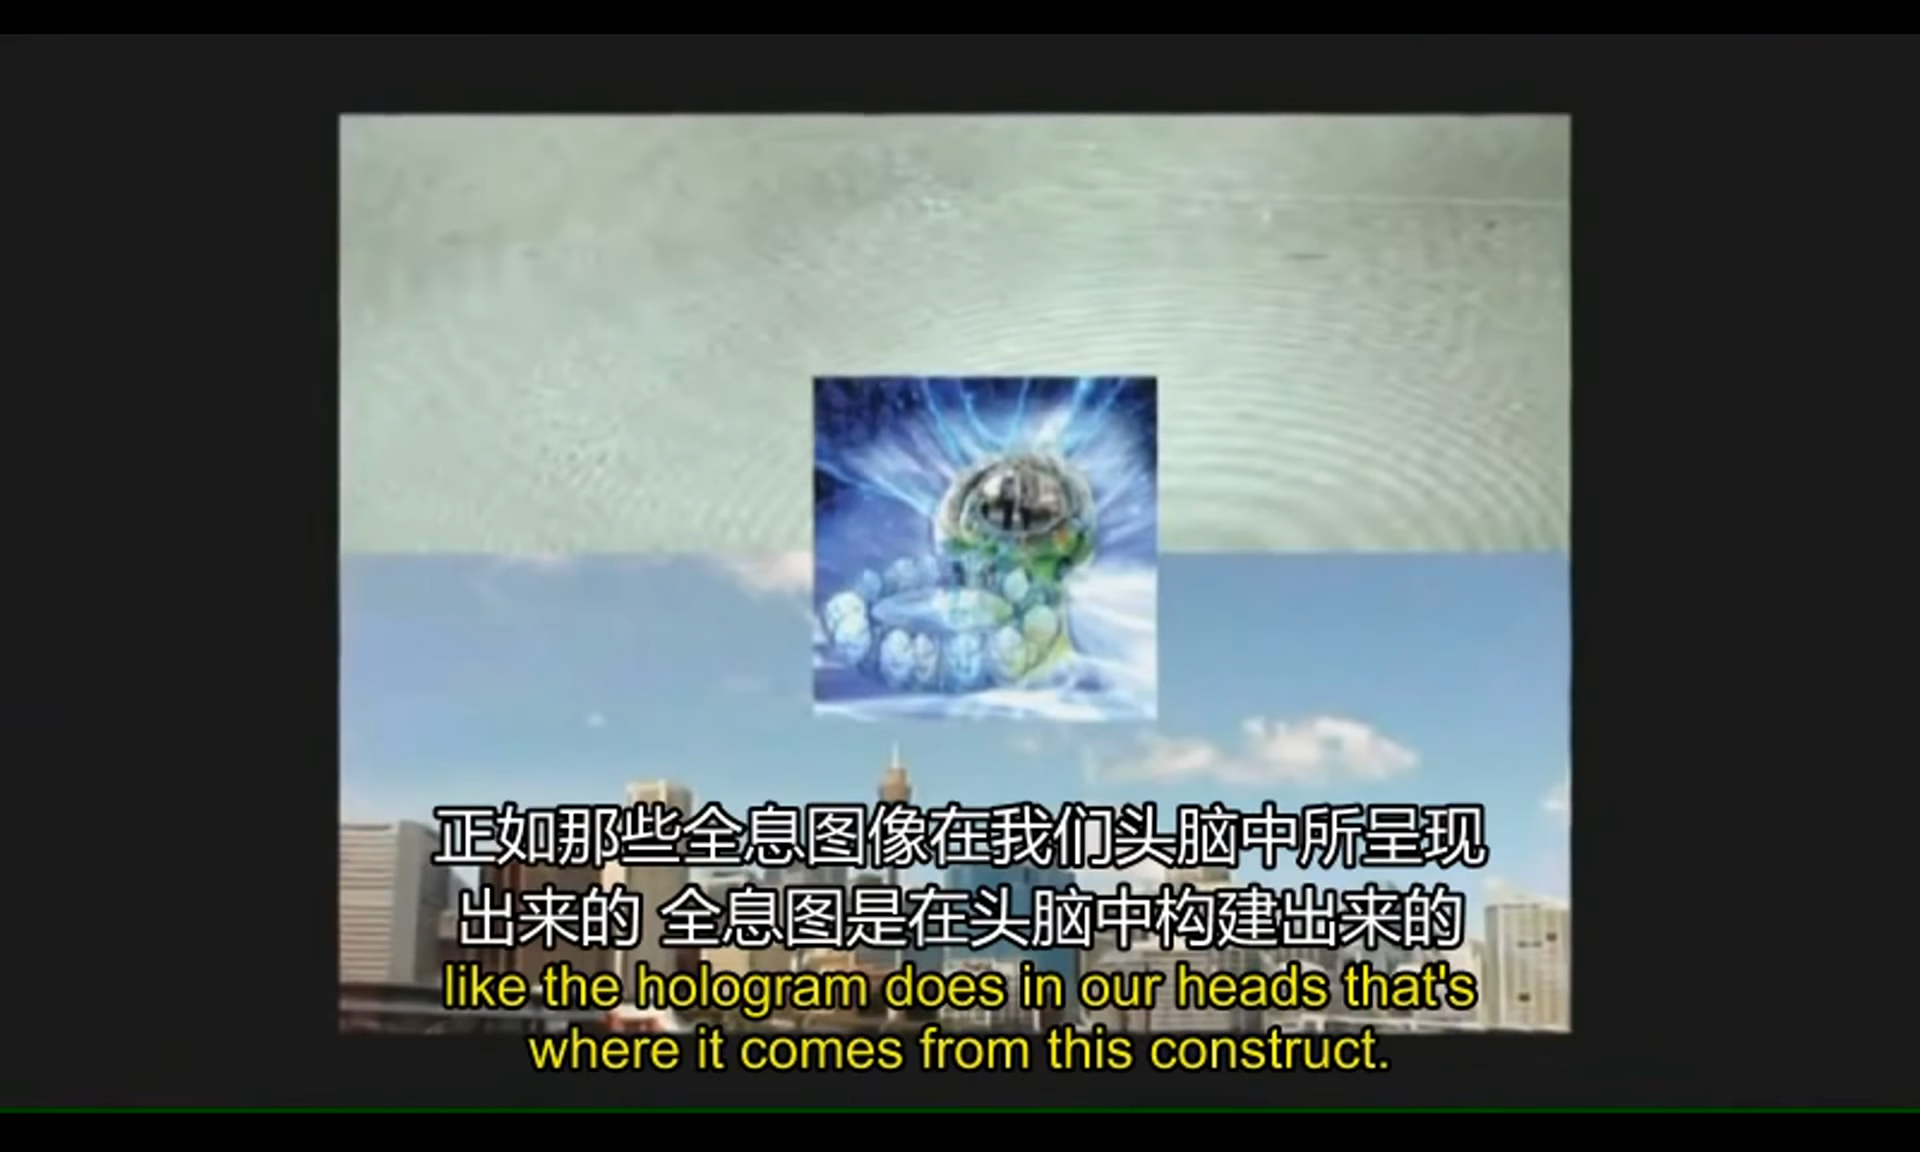 正如那些全息图像在我们头脑中所呈现
出来的 全息图是在头脑中构建出来的
like the hologram does in our heads that's
where it comes from this construct.